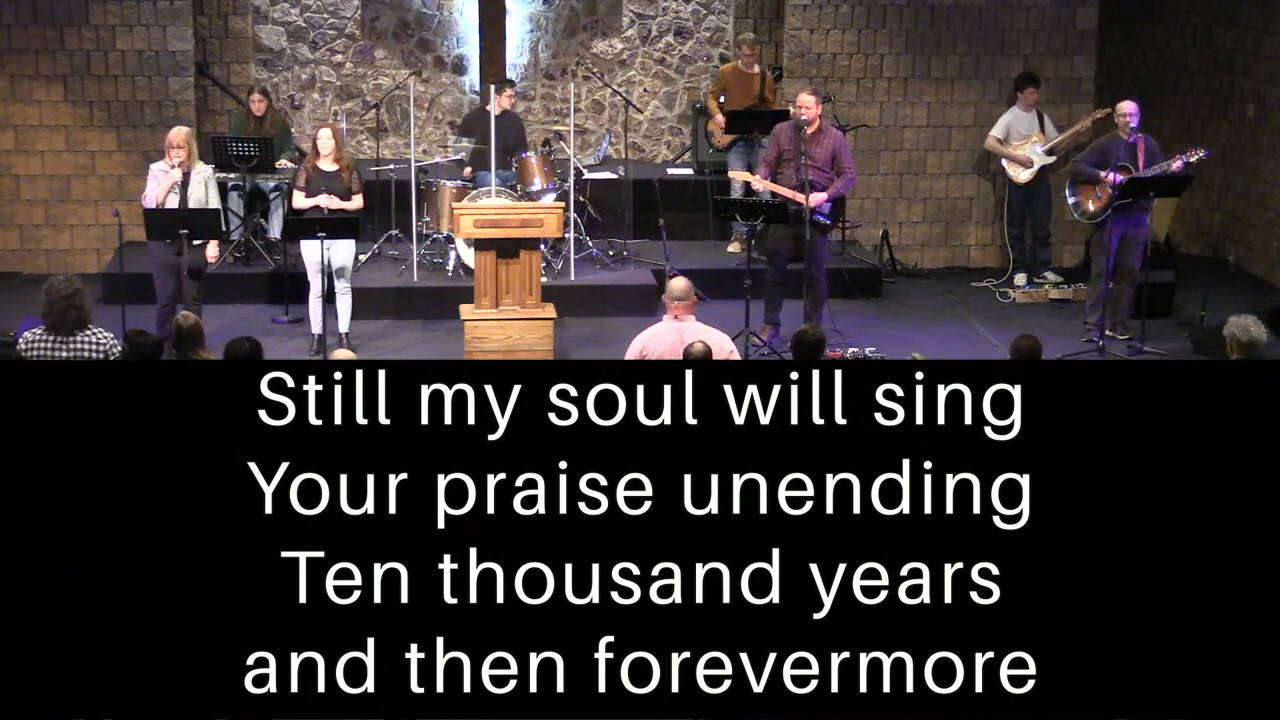 Still my soul will sing
Your praise unending
Ten thousand years
and then forevermore